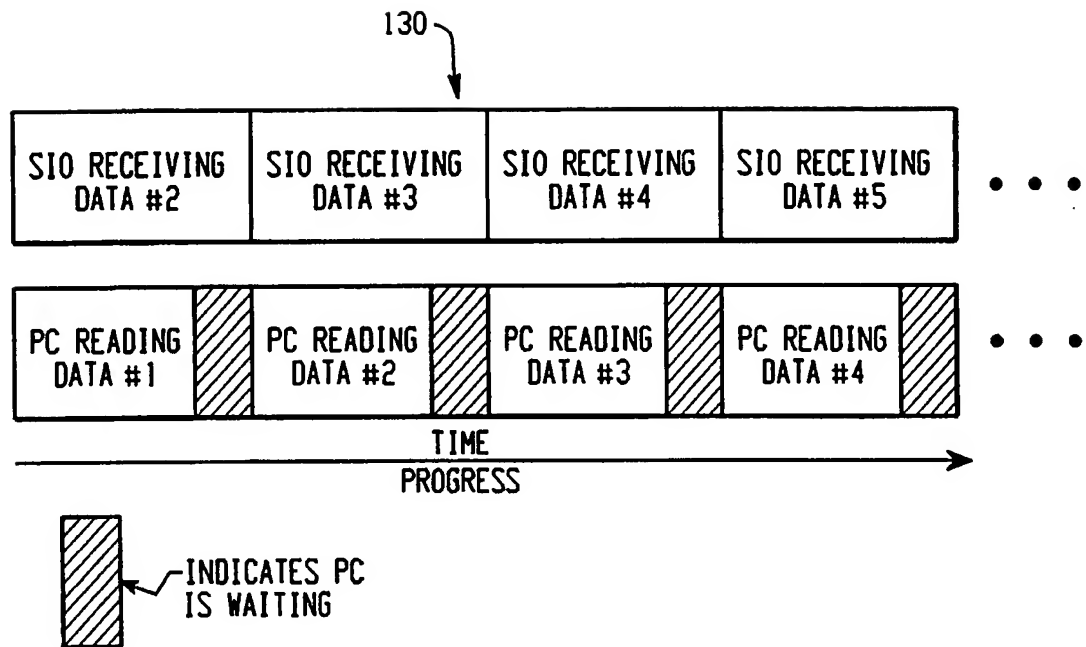 130
SIO RECEIVING
DATA #2
SIO RECEIVING
DATA #3
SIO RECEIVING
DATA #4
SIO RECEIVING
DATA #5
• • •
PC READING
DATA #1
PC READING
DATA #2
PC READING
DATA #3
PC READING
DATA #4
• • •
TIME
PROGRESS
INDICATES PC
IS WAITING